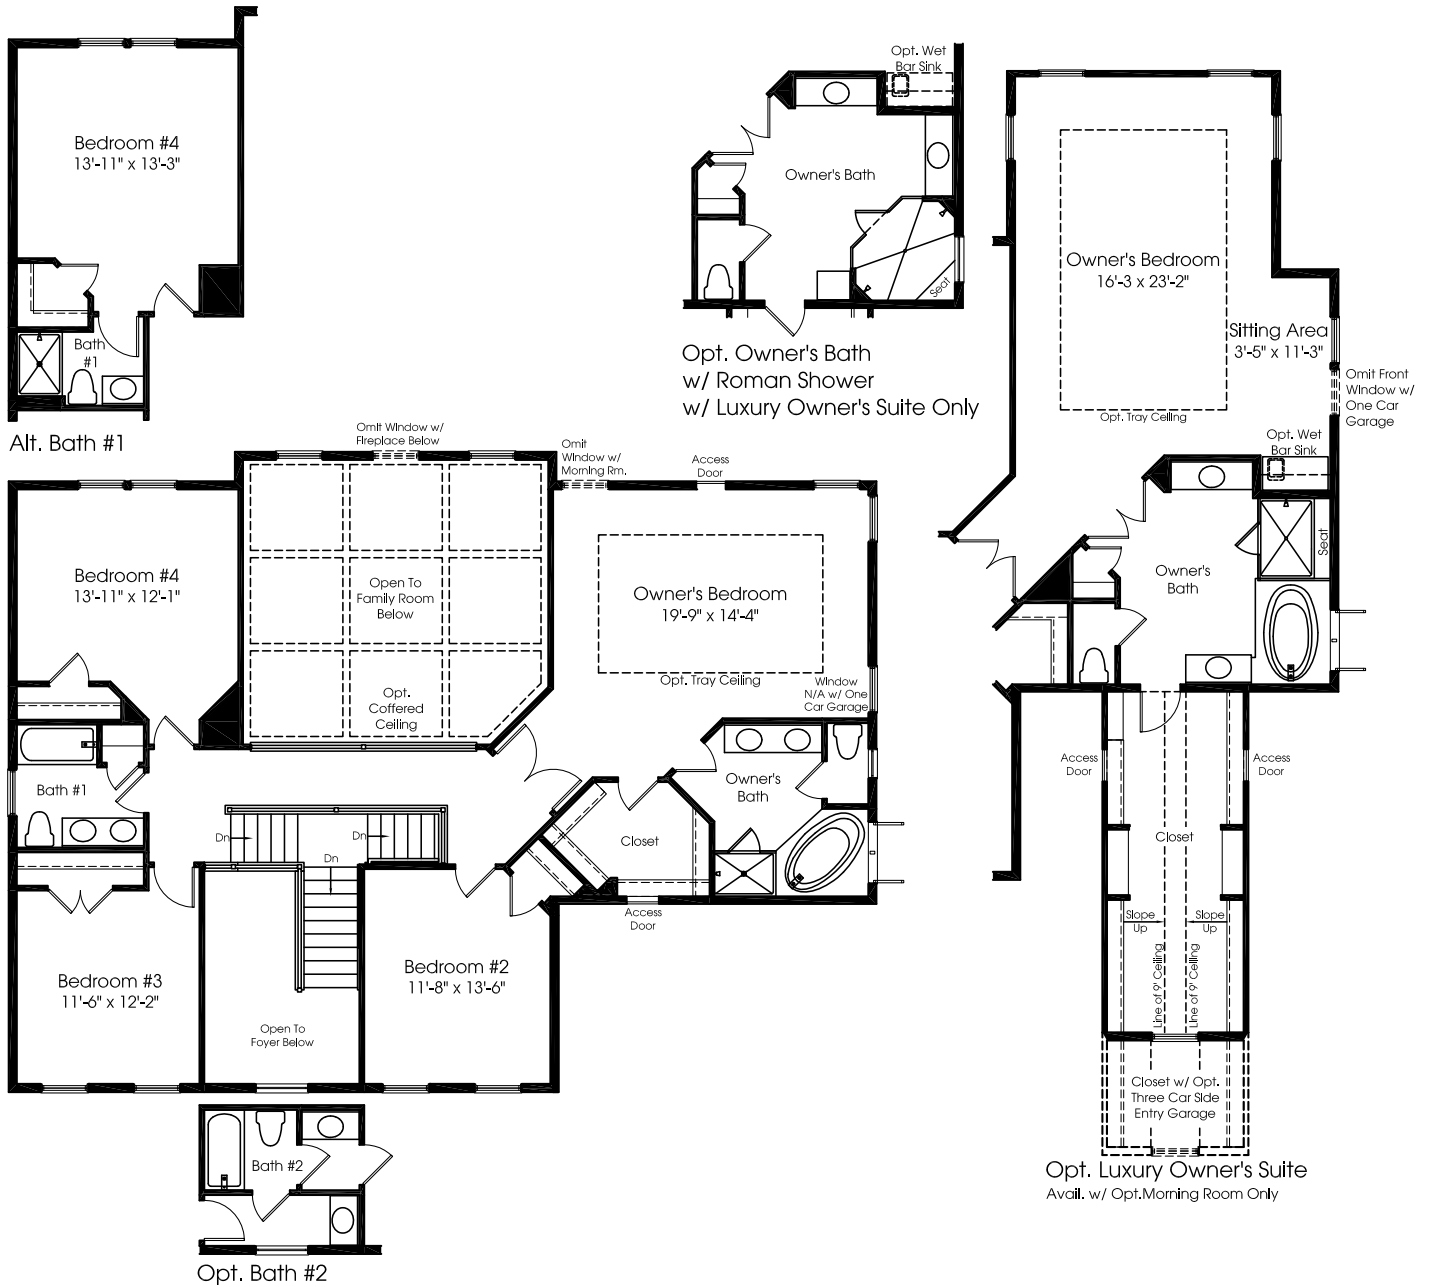 Bedroom #4
13'-11" x 13'-3"
Bath
#1
Alt. Bath #1
Opt. Wet
Bar Sink
Owner's Bath
Seat
Opt. Owner's Bath
w/ Roman Shower
w/ Luxury Owner's Suite Only
Owner's Bedroom
16'-3 x 23'-2"
Sitting Area
3'-5" x 11'-3"
Opt. Tray Ceiling
Omit Front
Window w/
One Car
Garage
Opt. Wet
Bar Sink
Seat
Owner's
Bath
Access
Door
Access
Door
Closet
Slope
Up
Slope
Up
Line of 9' Ceiling
Line of 9' Ceiling
Closet w/ Opt.
Three Car Side
Entry Garage
Opt. Luxury Owner's Suite
Avail. w/ Opt.Morning Room Only
Omit Window w/
Fireplace Below
Omit
Window w/
Morning Rm.
Access
Door
Bedroom #4
13'-11" x 12'-1"
Open To
Family Room
Below
Opt.
Coffered
Ceiling
Owner's Bedroom
19'-9" x 14'-4"
Opt. Tray Ceiling
Window
N/A w/ One
Car Garage
Bath #1
Owner's
Bath
Closet
Dn
Dn
Dn
Access
Door
Bedroom #3
11'-6" x 12'-2"
Bedroom #2
11'-8" x 13'-6"
Open To
Foyer Below
Bath #2
Opt. Bath #2